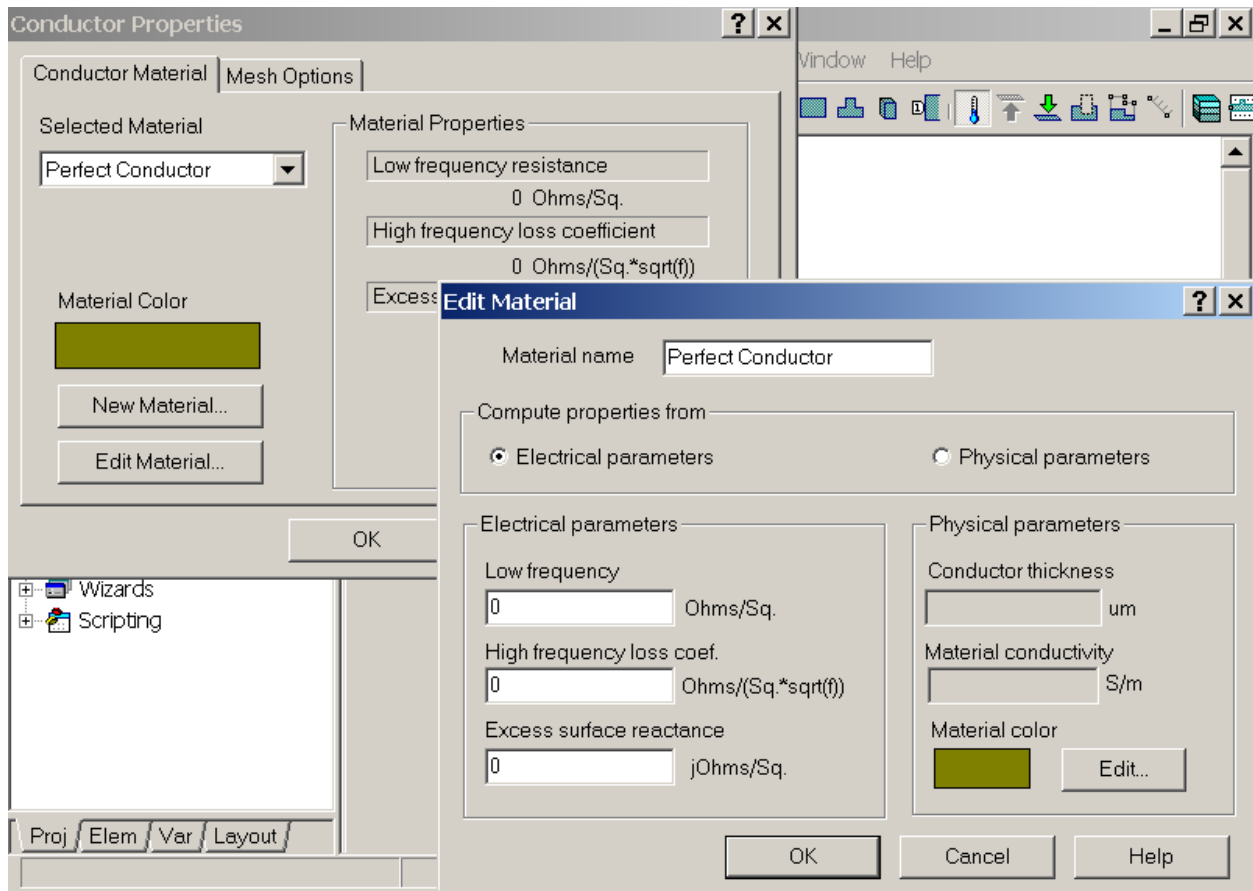 Conductor Properties
Window Help
Conductor Material Mesh Options
Selected Material
Perfect Conductor
Material Properties
Low frequency resistance
0 Ohms/Sq.
High frequency loss coefficient
0 Ohms/(Sq.*sqrt(f))
Excess
Material Color
New Material...
Edit Material...
OK
Wizards
Scripting
Proj Elem Var Layout
Edit Material
Material name Perfect Conductor
Compute properties from
Electrical parameters Physical parameters
Electrical parameters
Low frequency
0 Ohms/Sq.
High frequency loss coef.
0 Ohms/(Sq.*sqrt(f))
Excess surface reactance
0 jOhms/Sq.
Physical parameters
Conductor thickness
um
Material conductivity
S/m
Material color
Edit...
OK Cancel Help